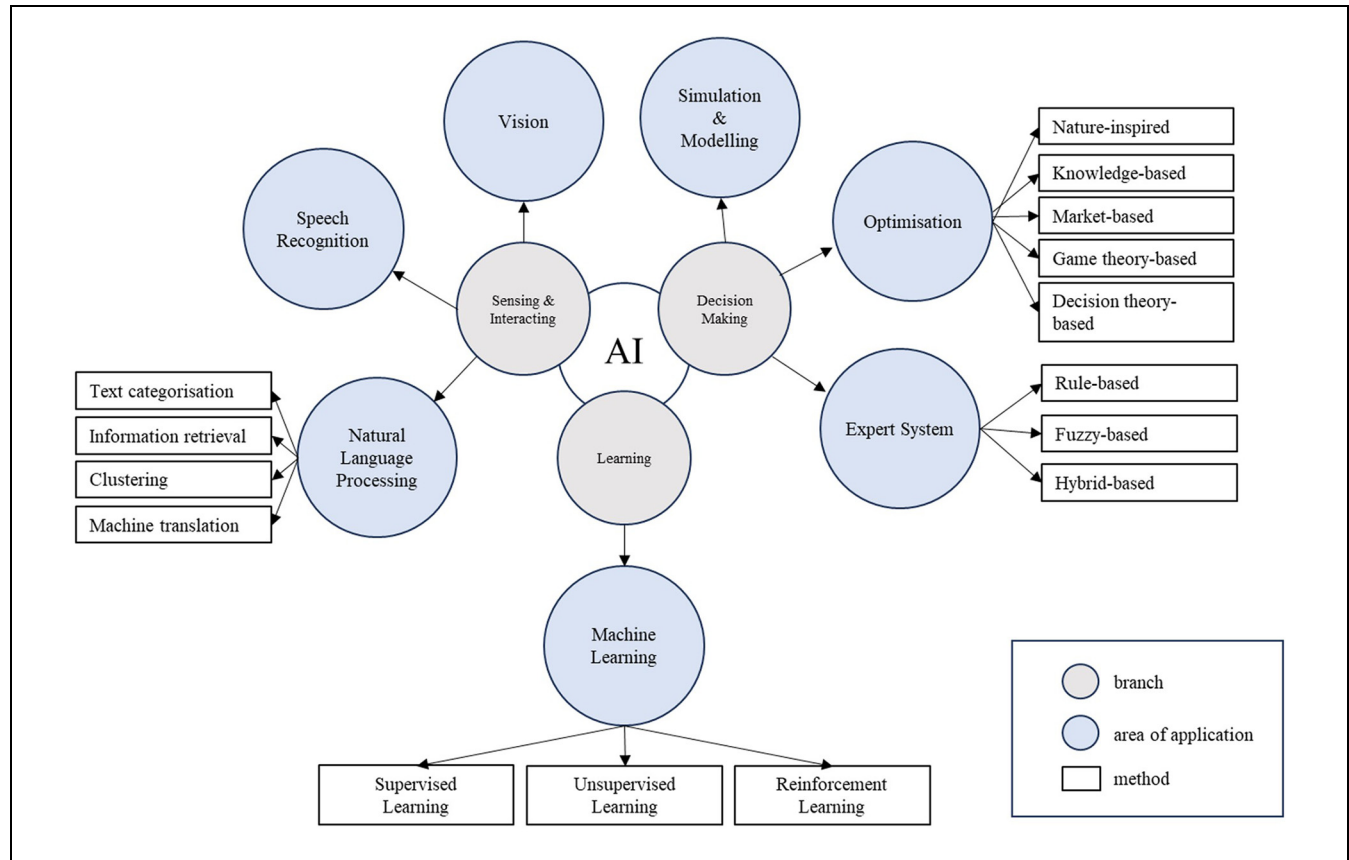 Vision
Simulation
&
Modelling
Speech
Recognition
Optimisation
Nature-inspired
Knowledge-based
Market-based
Game theory-based
Decision theory-
based
Sensing &
Interacting
Decision
Making
AI
Learning
Natural
Language
Processing
Text categorisation
Information retrieval
Clustering
Machine translation
Expert System
Rule-based
Fuzzy-based
Hybrid-based
Machine
Learning
Supervised
Learning
Unsupervised
Learning
Reinforcement
Learning
branch
area of application
method